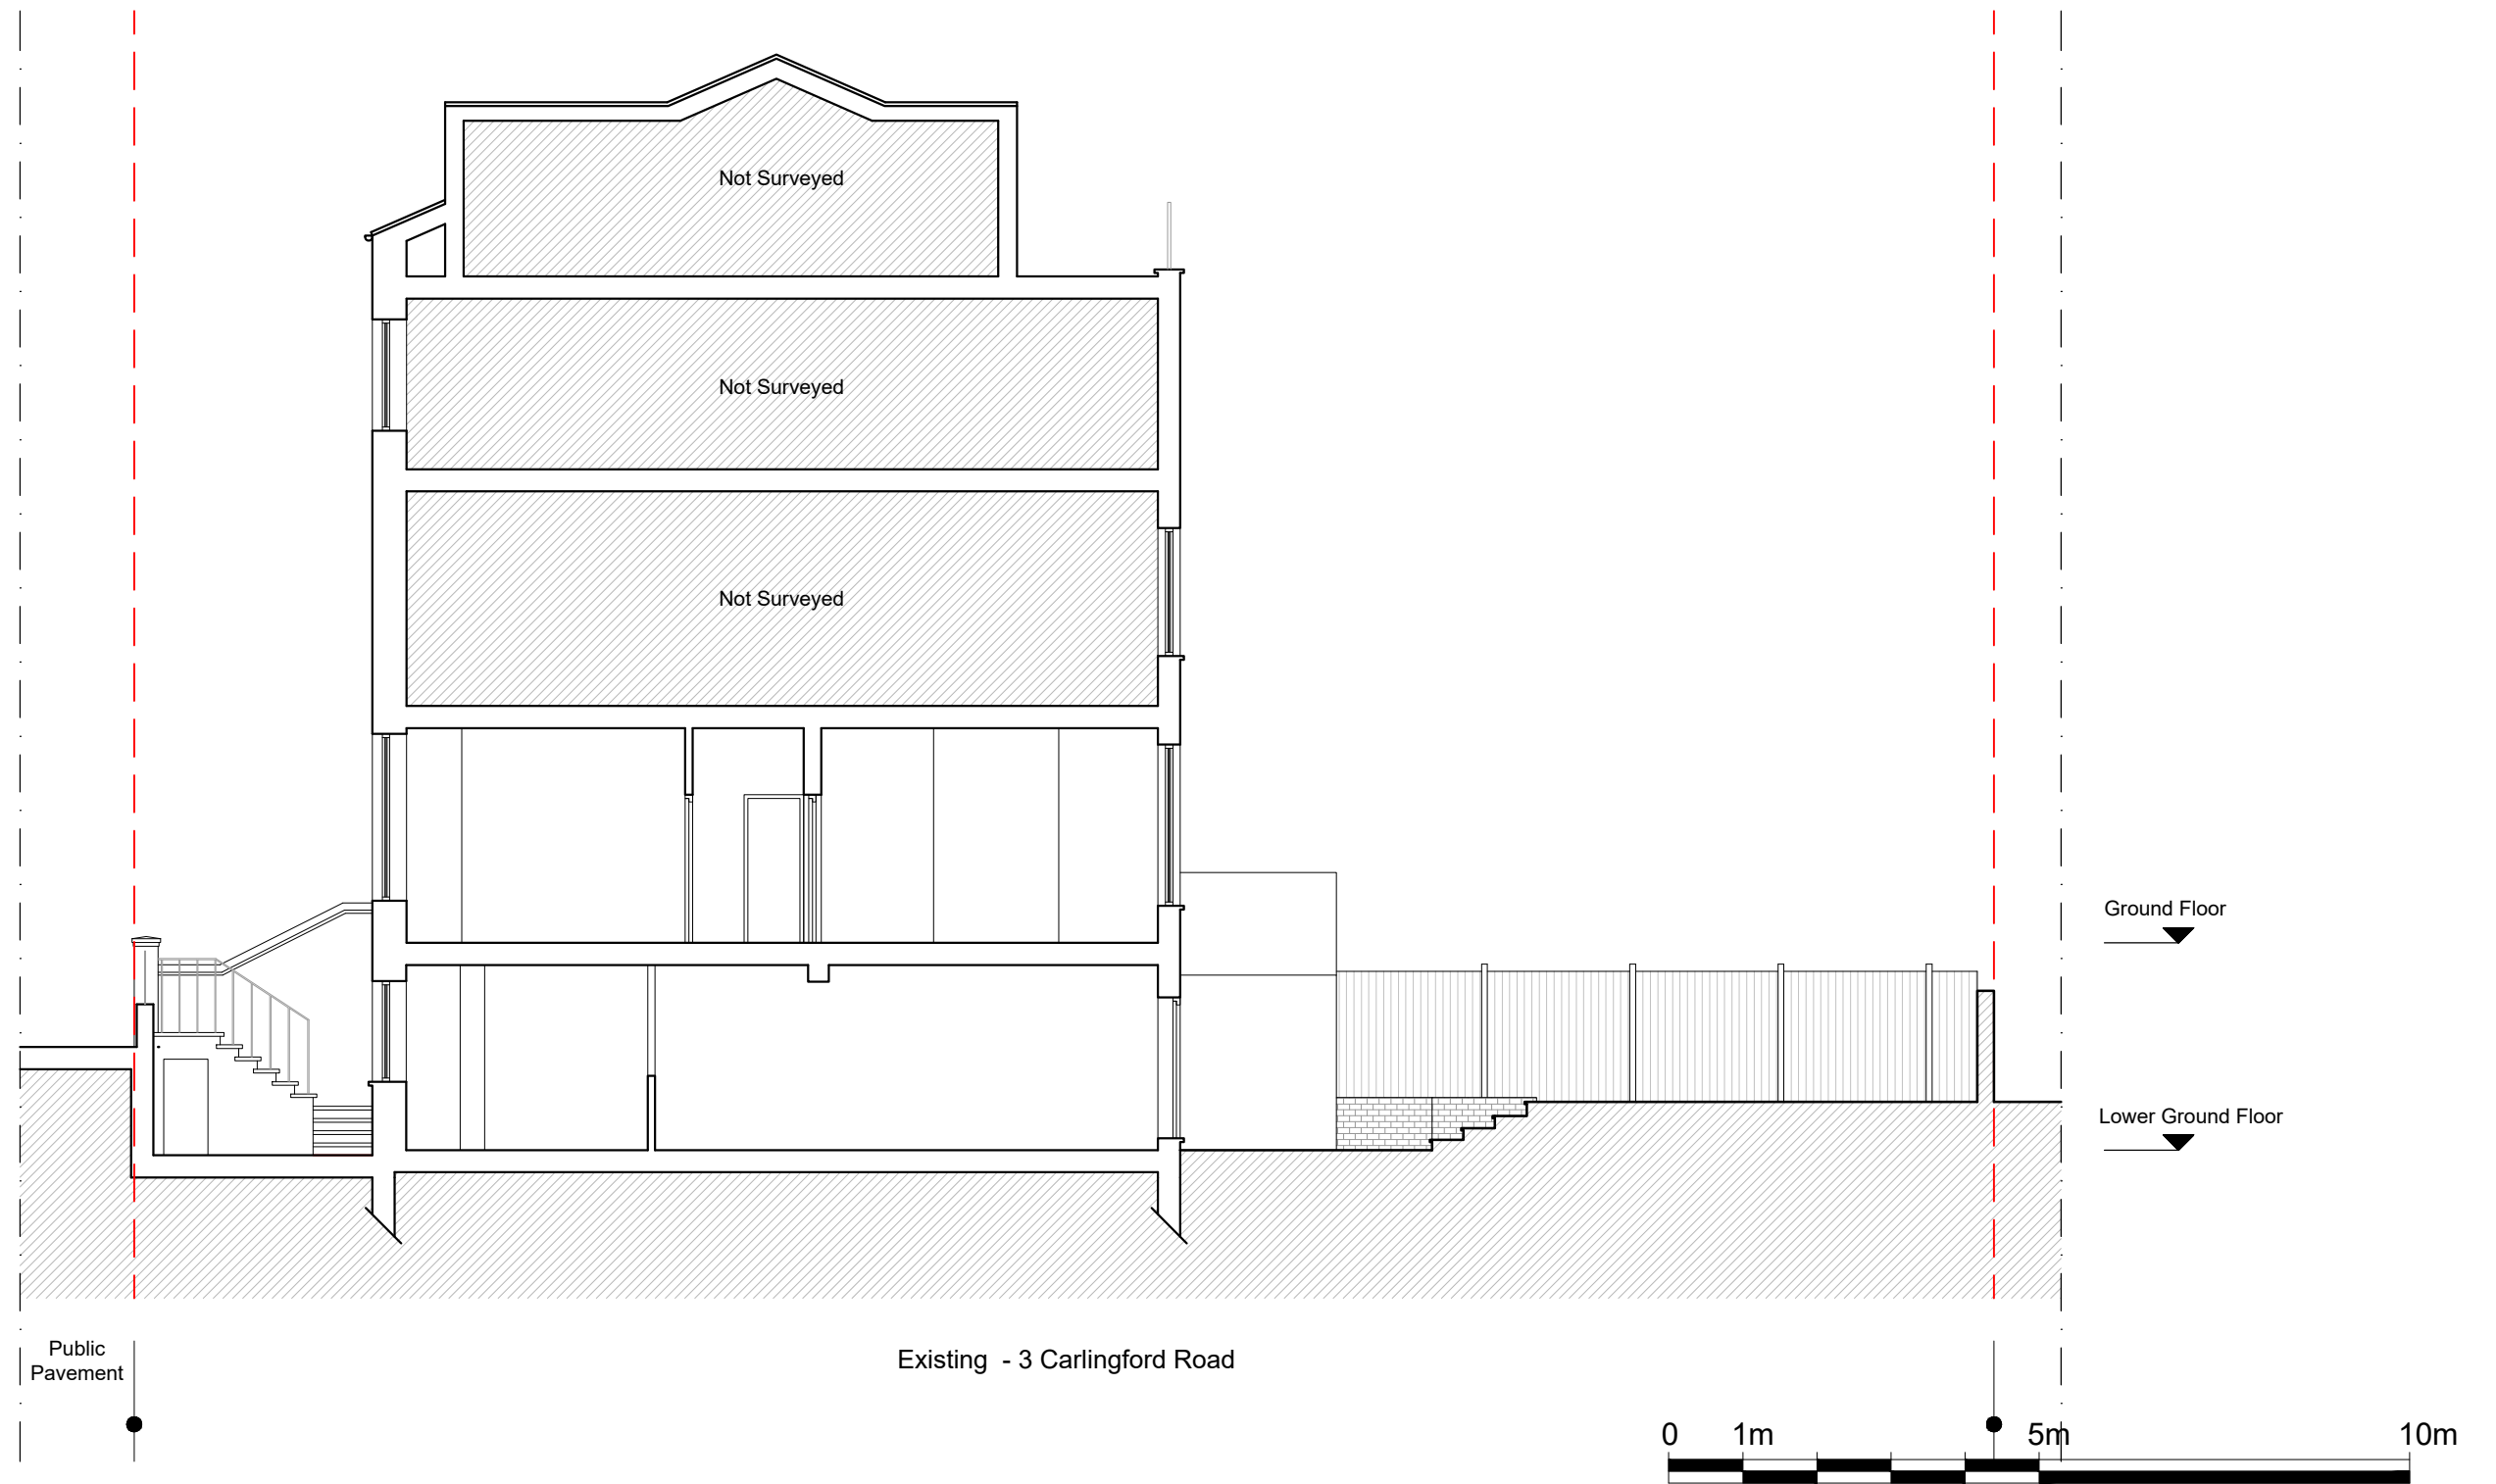 Not Surveyed
Not Surveyed
Not Surveyed
Ground Floor
Lower Ground Floor
Public
Pavement
Existing - 3 Carlingford Road
0 1m 5m 10m